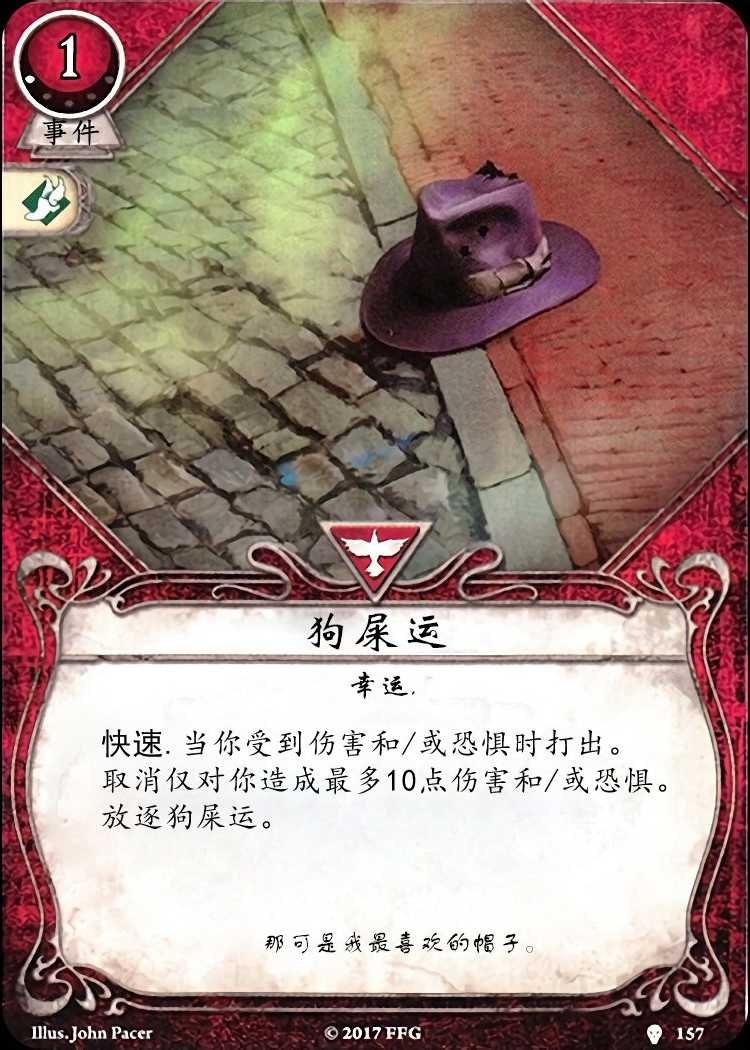 1
事件
狗屎运
幸运.
快速. 当你受到伤害和/或恐惧时打出。
取消仅对你造成最多10点伤害和/或恐惧。
放逐狗屎运。
那可是我最喜欢的帽子。
Illus. John Pacer
© 2017 FFG
157